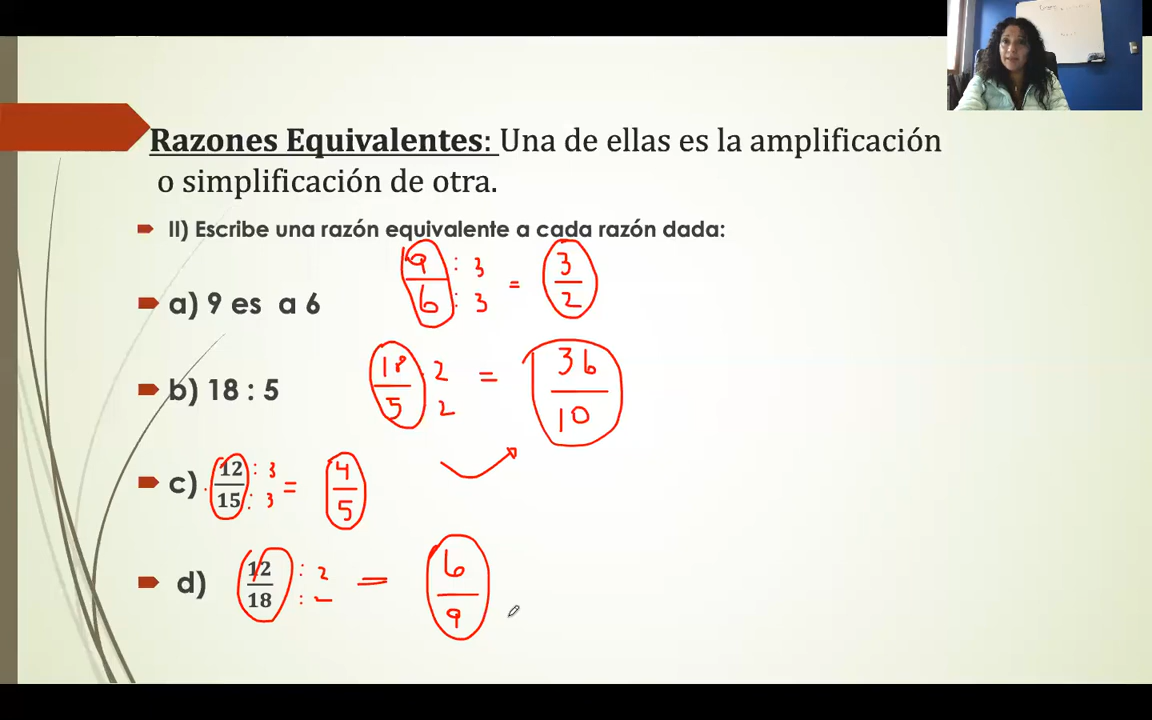 Razones Equivalentes: Una de ellas es la amplificación
o simplificación de otra.
II) Escribe una razón equivalente a cada razón dada:
a) 9 es a 6
9/6 : 3 : 3 = 3/2
b) 18 : 5
18/5 · 2 2 = 36/10
c) 12/15 : 3 : 3 = 4/5
d) 12/18 : 2 : = 6/9